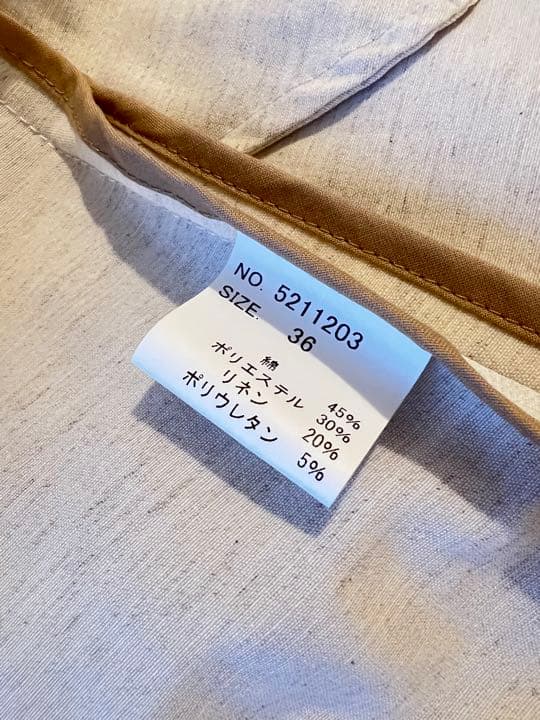 NO. 5211203
SIZE. 36
綿 45%
ポリエステル 30%
リネン 20%
ポリウレタン 5%